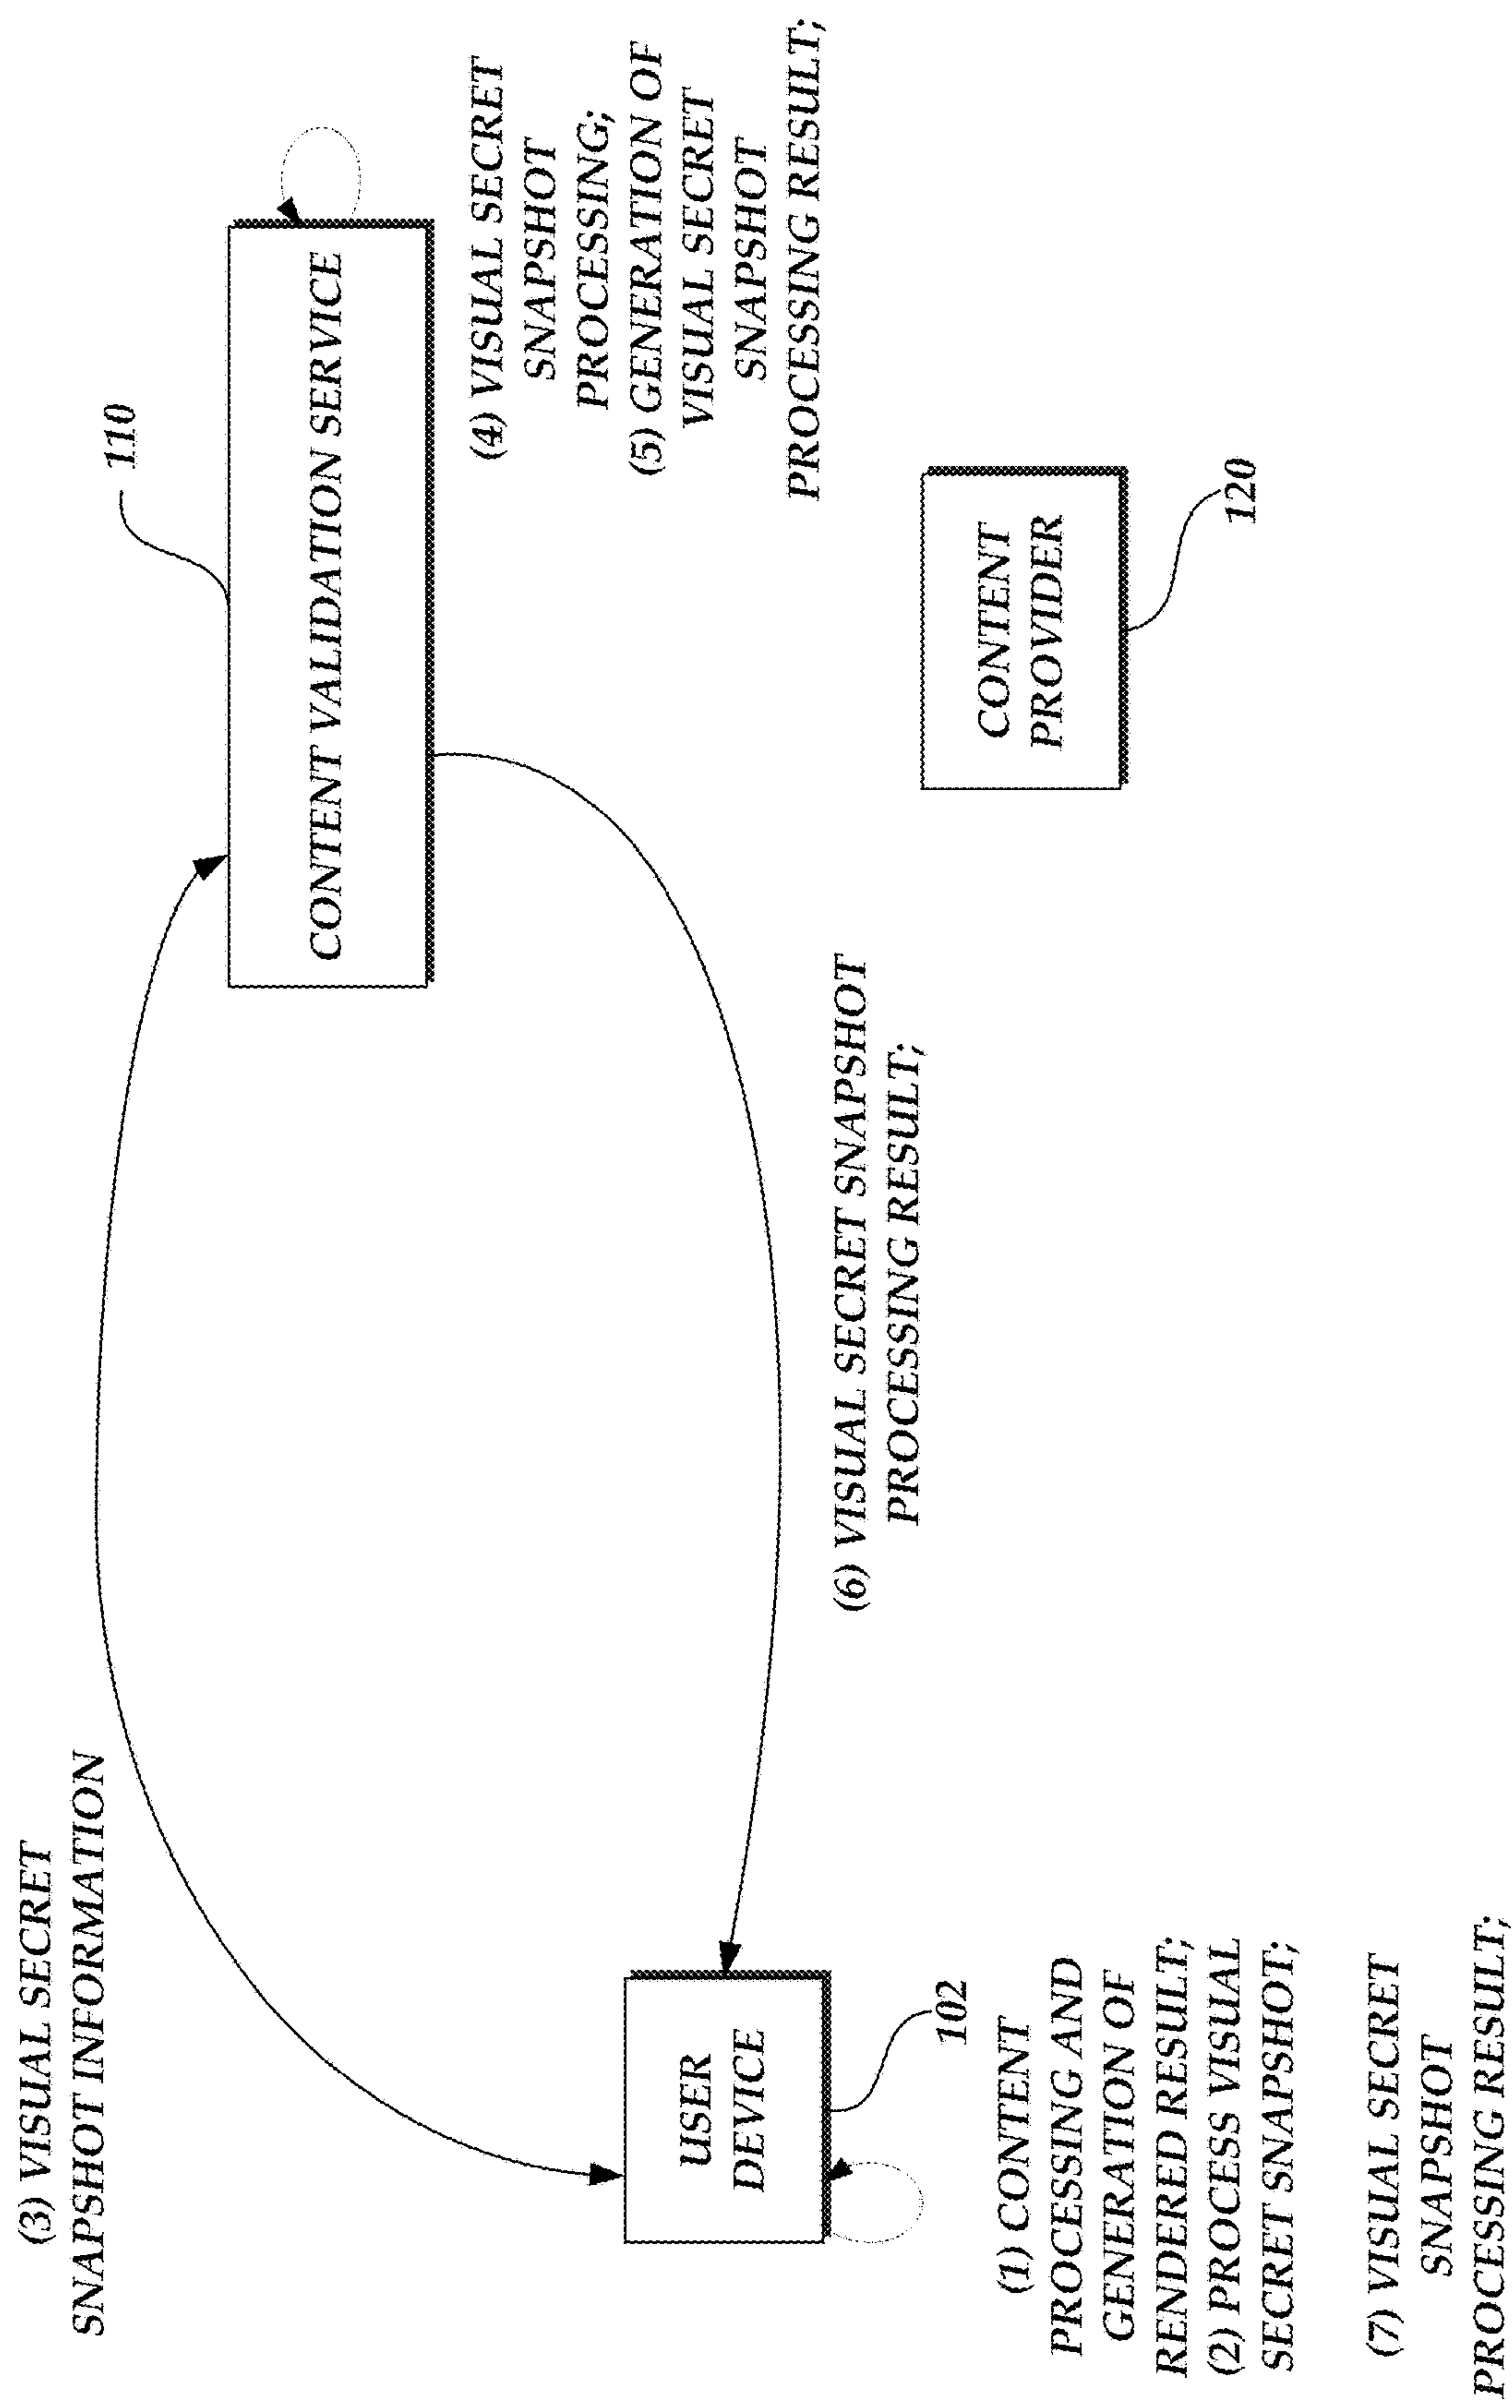 (3) VISUAL SECRET
SNAPSHOT INFORMATION
110
CONTENT VALIDATION SERVICE
(4) VISUAL SECRET
SNAPSHOT
PROCESSING;
(5) GENERATION OF
VISUAL SECRET
SNAPSHOT
PROCESSING RESULT;
USER
DEVICE
102
(6) VISUAL SECRET SNAPSHOT
PROCESSING RESULT;
CONTENT
PROVIDER
120
(1) CONTENT
PROCESSING AND
GENERATION OF
RENDERED RESULT;
(2) PROCESS VISUAL
SECRET SNAPSHOT;
(7) VISUAL SECRET
SNAPSHOT
PROCESSING RESULT;